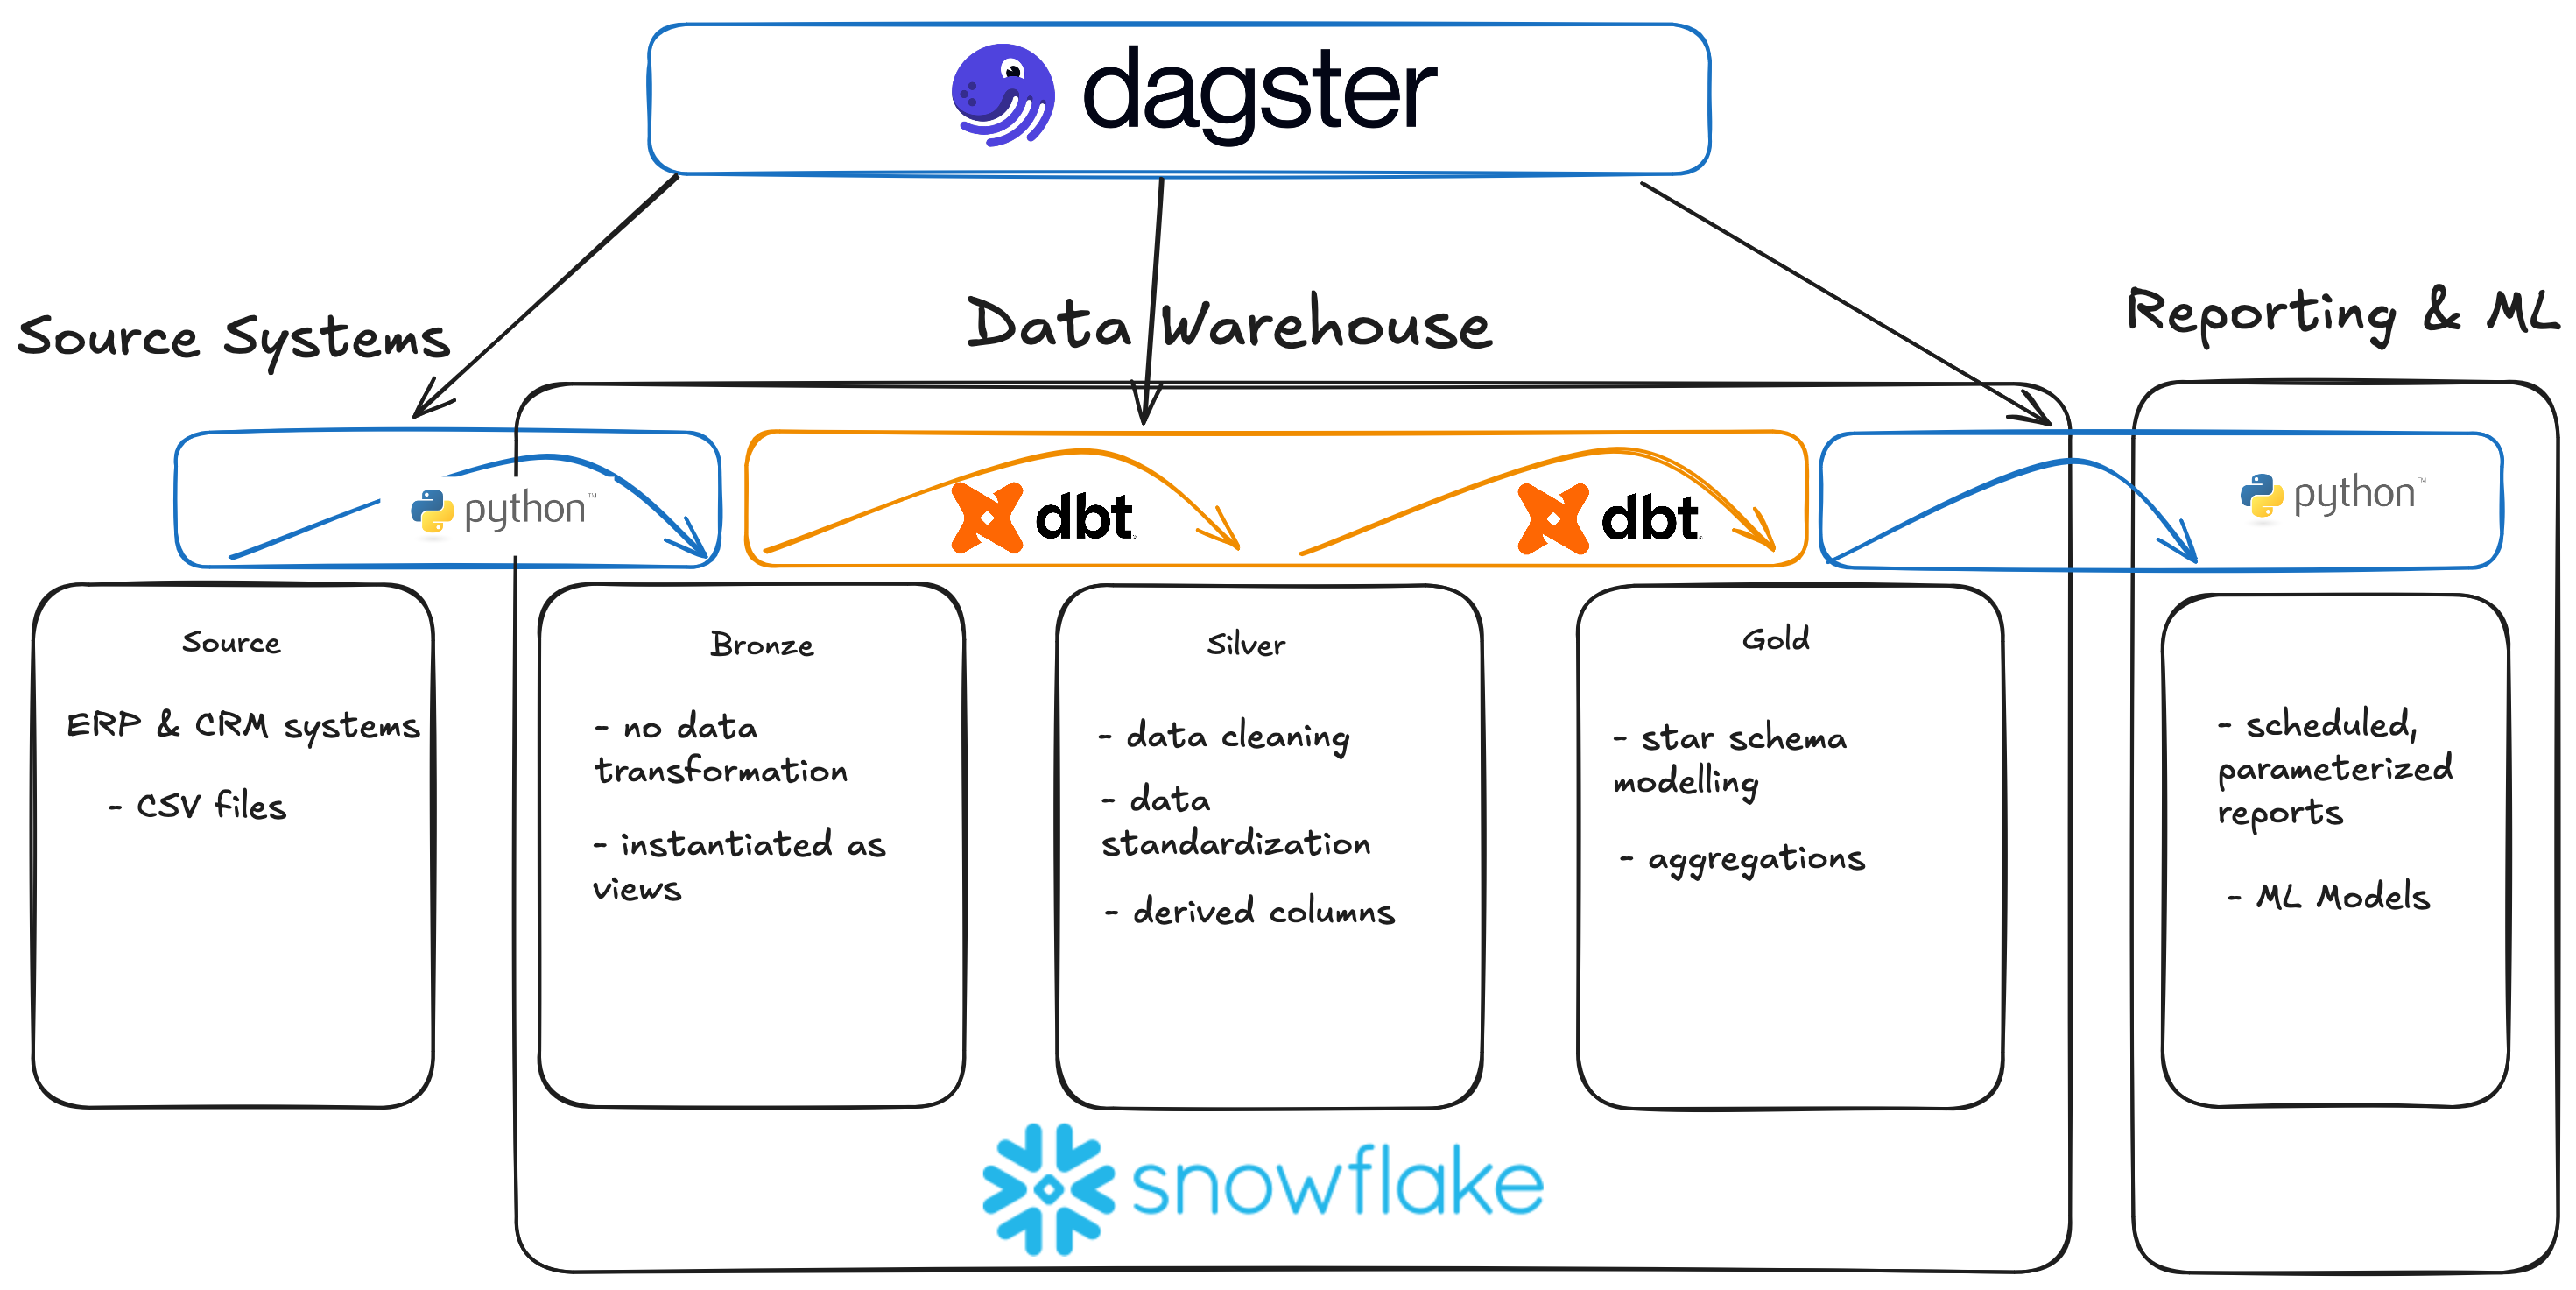 dagster
Source Systems
Data Warehouse
Reporting & ML
python™
dbt
dbt
python™
Source
ERP & CRM systems
- CSV files
Bronze
- no data
transformation
- instantiated as
views
Silver
- data cleaning
- data
standardization
- derived columns
Gold
- star schema
modelling
- aggregations
- scheduled,
parameterized
reports
- ML Models
snowflake